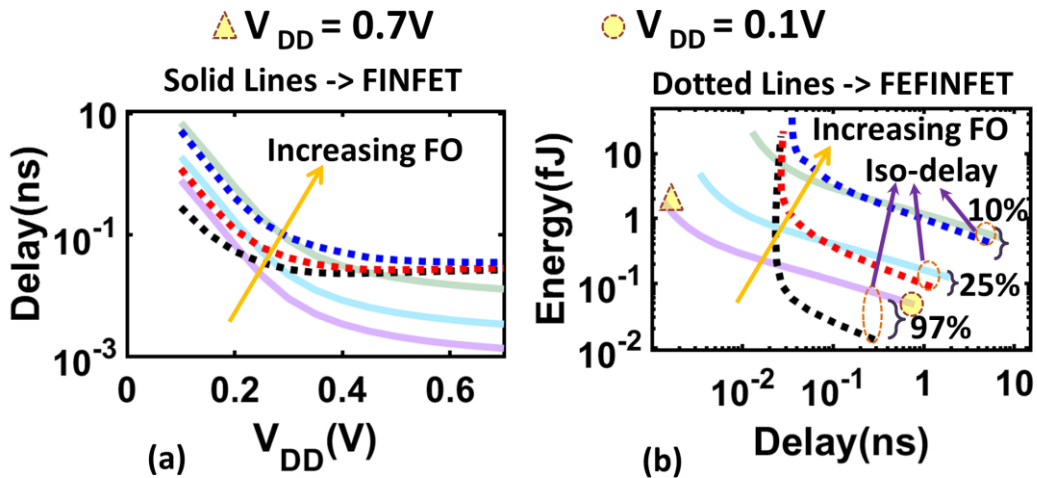 V DD = 0.7V
V DD = 0.1V
Solid Lines -> FINFET
Dotted Lines -> FEFINFET
Delay(ns)
10
10-1
10-3
Increasing FO
0
0.2
0.4
0.6
VDD(V)
(a)
Energy(fJ)
10
1
10-1
10-2
Increasing FO
Iso-delay
10%
25%
97%
10-2
10-1
1
10
Delay(ns)
(b)